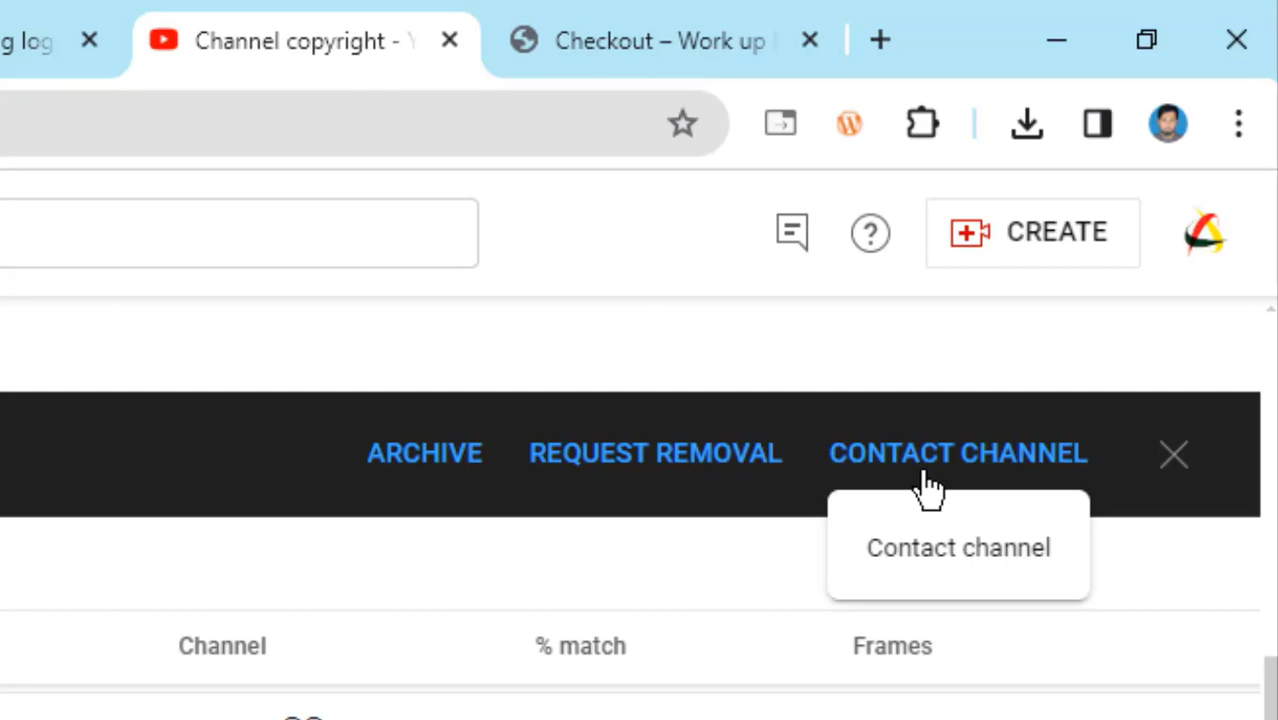 g log
Channel copyright -
Checkout – Work up
CREATE
ARCHIVE REQUEST REMOVAL CONTACT CHANNEL
Contact channel
Channel % match Frames